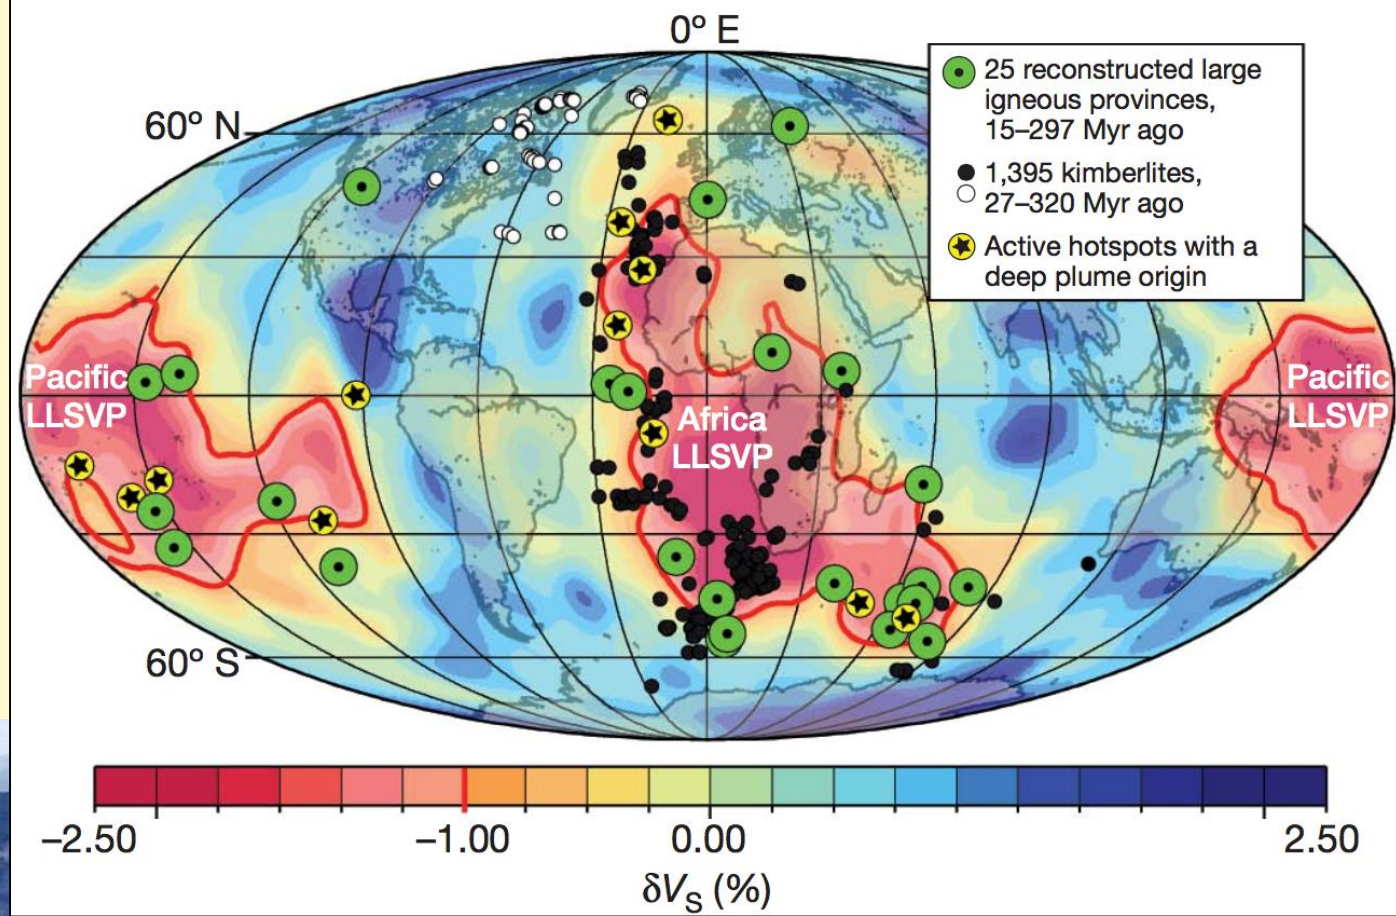 0° E
25 reconstructed large
igneous provinces,
15–297 Myr ago
1,395 kimberlites,
27–320 Myr ago
Active hotspots with a
deep plume origin
60° N
Pacific
LLSVP
Africa
LLSVP
Pacific
LLSVP
60° S
−2.50
−1.00
0.00
2.50
δVS (%)